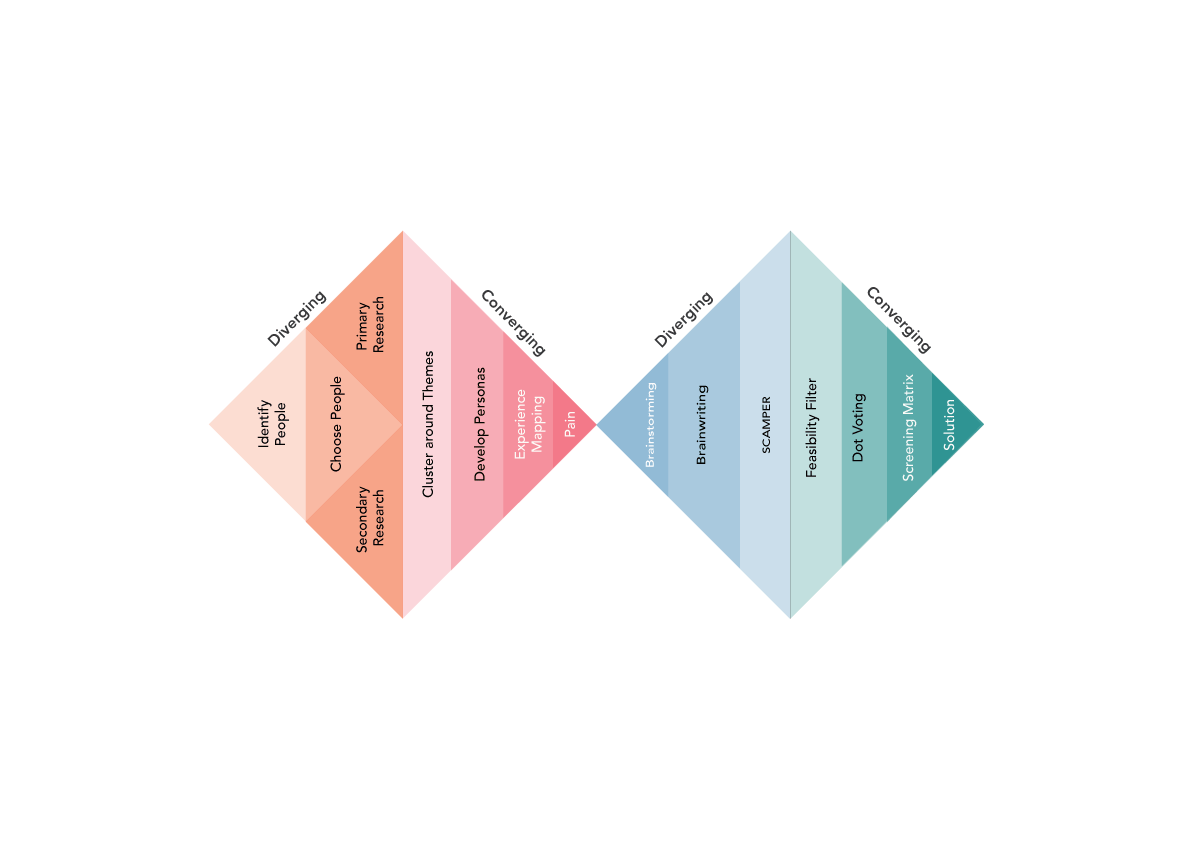 Diverging
Identify
People
Choose People
Primary
Research
Secondary
Research
Converging
Cluster around Themes
Develop Personas
Experience
Mapping
Pain
Diverging
Brainstorming
Brainwriting
SCAMPER
Converging
Feasibility Filter
Dot Voting
Screening Matrix
Solution